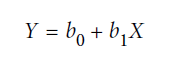 Y = b₀ + b₁X